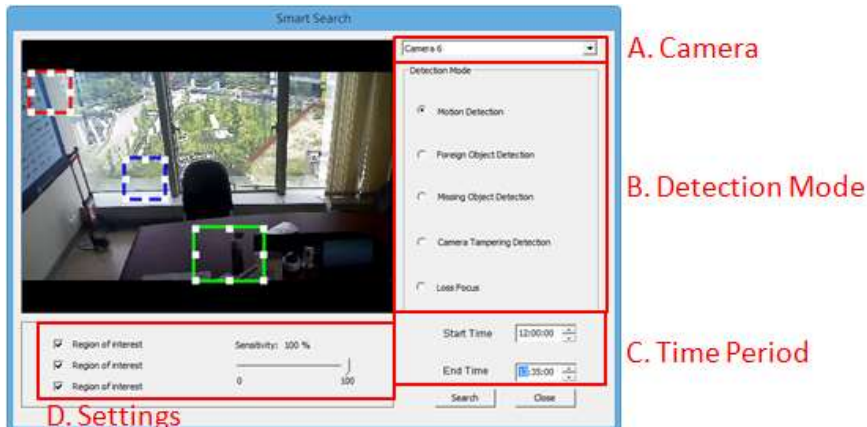 Smart Search
Camera 6
A. Camera
Detection Mode
Motion Detection
Foreign Object Detection
B. Detection Mode
Missing Object Detection
Camera Tampering Detection
Loss Focus
Start Time 12:00:00
C. Time Period
End Time :35:00
Region of interest
Sensitivity: 100 %
Region of interest
0 100
Region of interest
Search Close
D. Settings